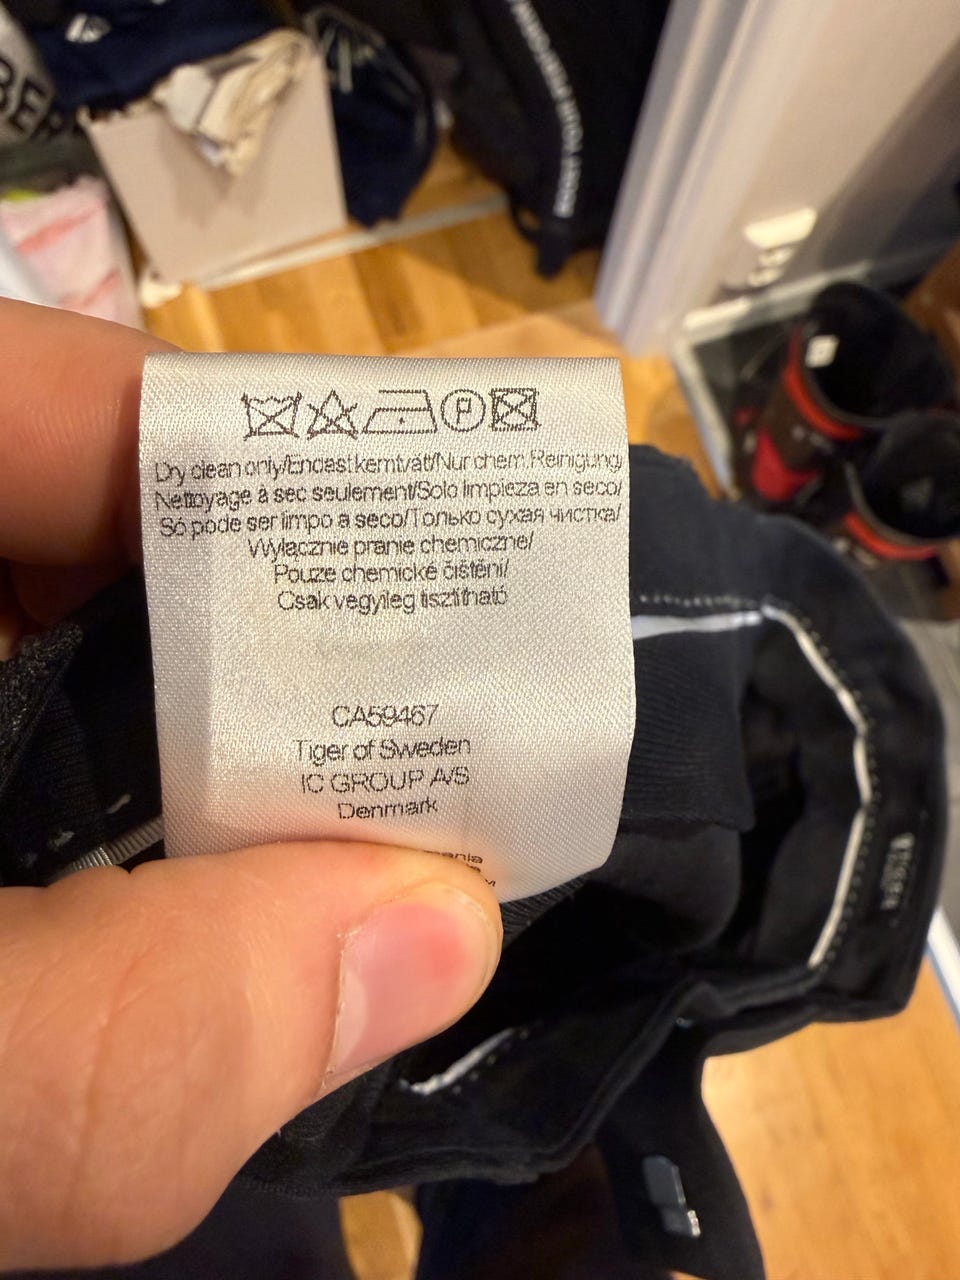 P
Dry clean only/Endast kemtvätt/Nur chem. Reinigung/
Nettoyage à sec seulement/Solo limpieza en seco/
Só pode ser limpo a seco/Только сухая чистка/
Wyłącznie pranie chemiczne/
Pouze chemické čištění/
Csak vegyileg tisztítható
CA59467
Tiger of Sweden
IC GROUP A/S
Denmark